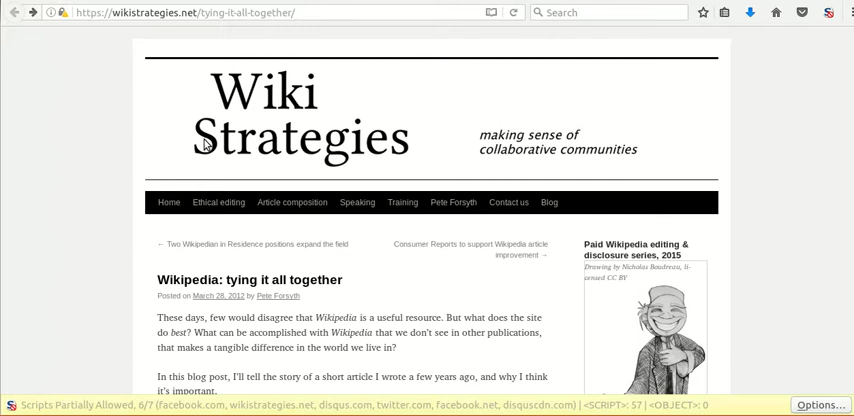 https://wikistrategies.net/tying-it-all-together/
Search
Wiki
Strategies
making sense of
collaborative communities
Home
Ethical editing
Article composition
Speaking
Training
Pete Forsyth
Contact us
Blog
← Two Wikipedian in Residence positions expand the field
Consumer Reports to support Wikipedia article
improvement →
Wikipedia: tying it all together
Posted on March 28, 2012 by Pete Forsyth
These days, few would disagree that Wikipedia is a useful resource. But what does the site
do best? What can be accomplished with Wikipedia that we don't see in other publications,
that makes a tangible difference in the world we live in?
In this blog post, I'll tell the story of a short article I wrote a few years ago, and why I think
it's important.
Paid Wikipedia editing &
disclosure series, 2015
Drawing by Nicholas Boudreau, li-
censed CC BY
Scripts Partially Allowed, 6/7 (facebook.com, wikistrategies.net, disqus.com, twitter.com, facebook.net, disquscdn.com) | <SCRIPT>: 57 | <OBJECT>: 0
Options...